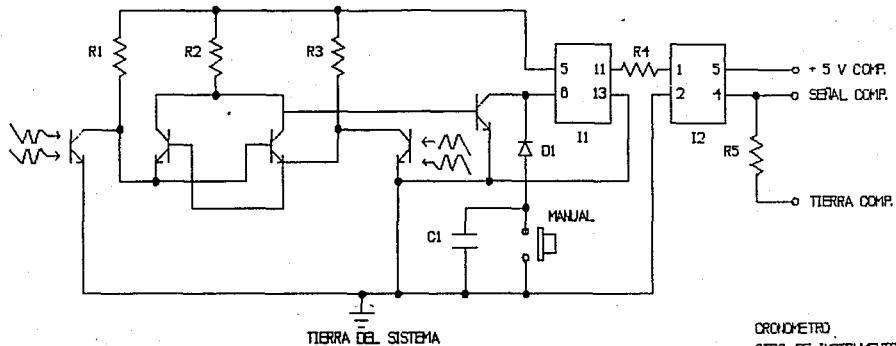 R1
R2
R3
R4
5
11
6
13
I1
1
5
2
4
I2
+ 5 V COMP.
SEÑAL COMP.
R5
TIERRA COMP.
D1
C1
MANUAL
TIERRA DEL SISTEMA
CRONOMETRO